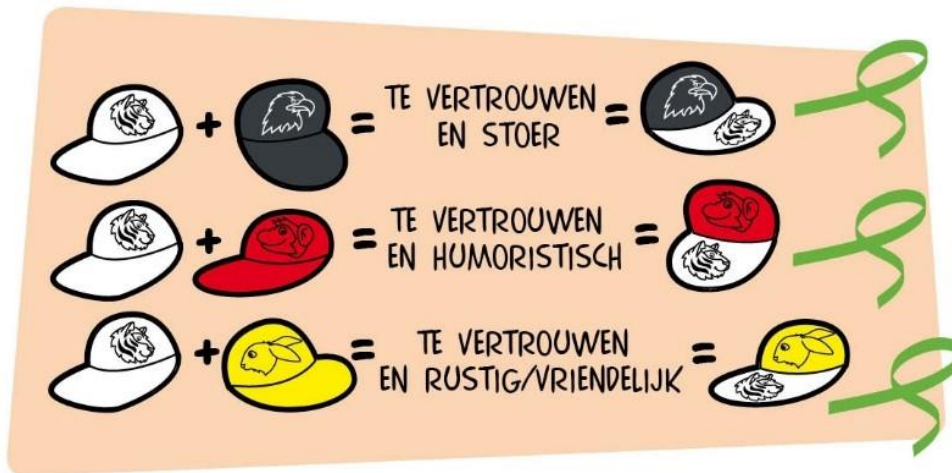 + = TE VERTROUWEN
EN STOER =
+ = TE VERTROUWEN
EN HUMORISTISCH =
+ = TE VERTROUWEN
EN RUSTIG/VRIENDELIJK =